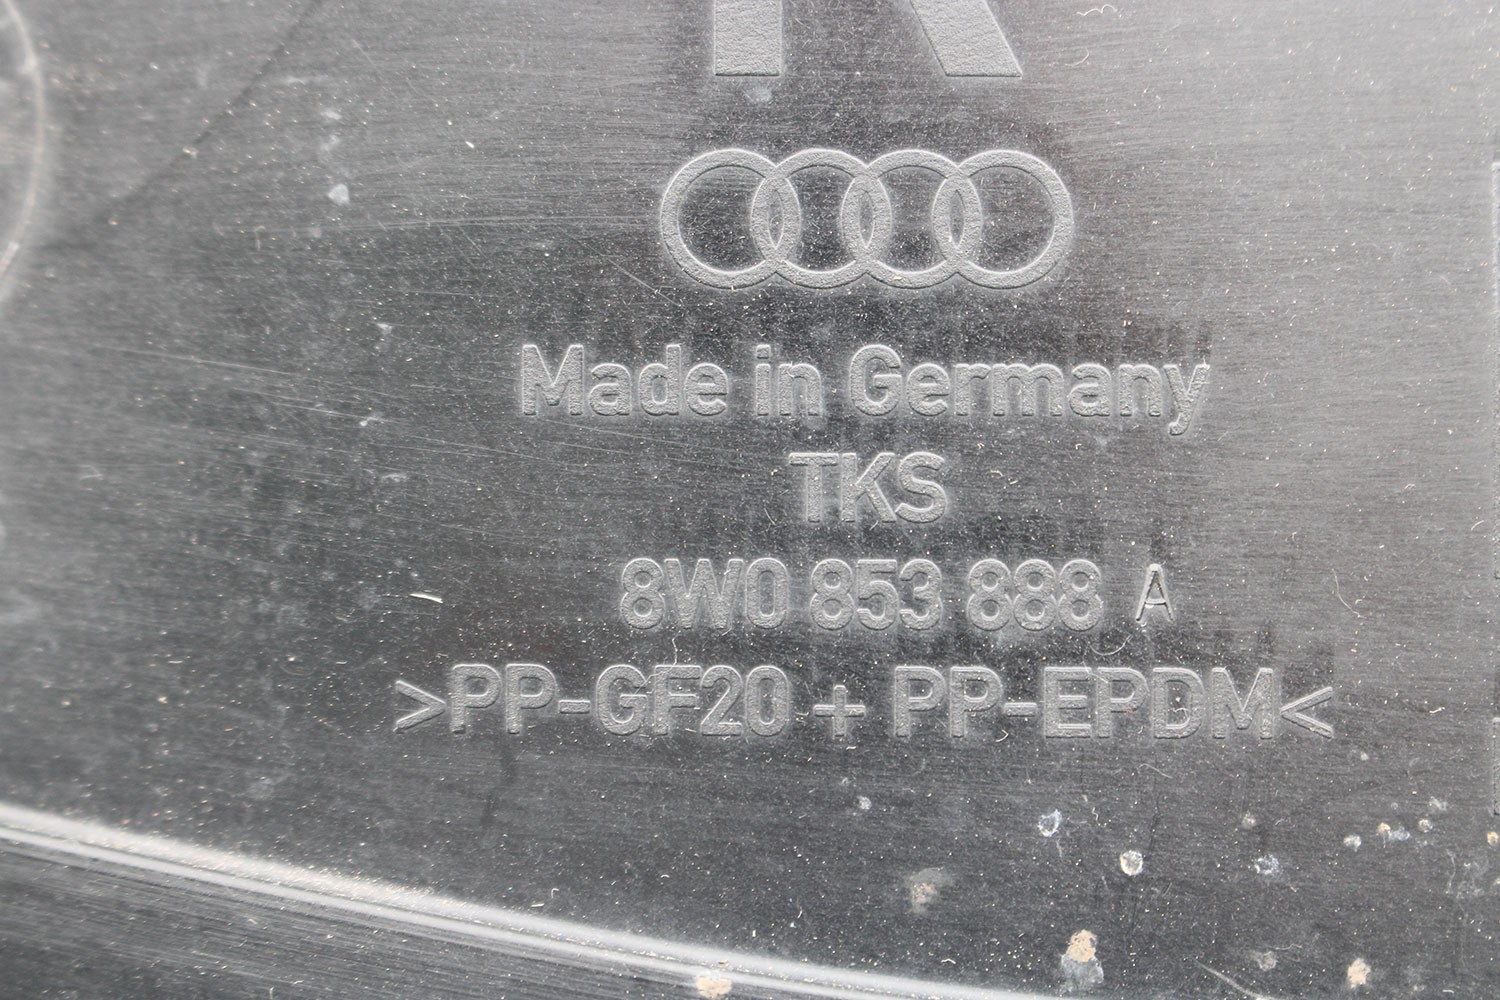 Made in Germany
TKS
8W0 853 888 A
>PP-GF20 + PP-EPDM<